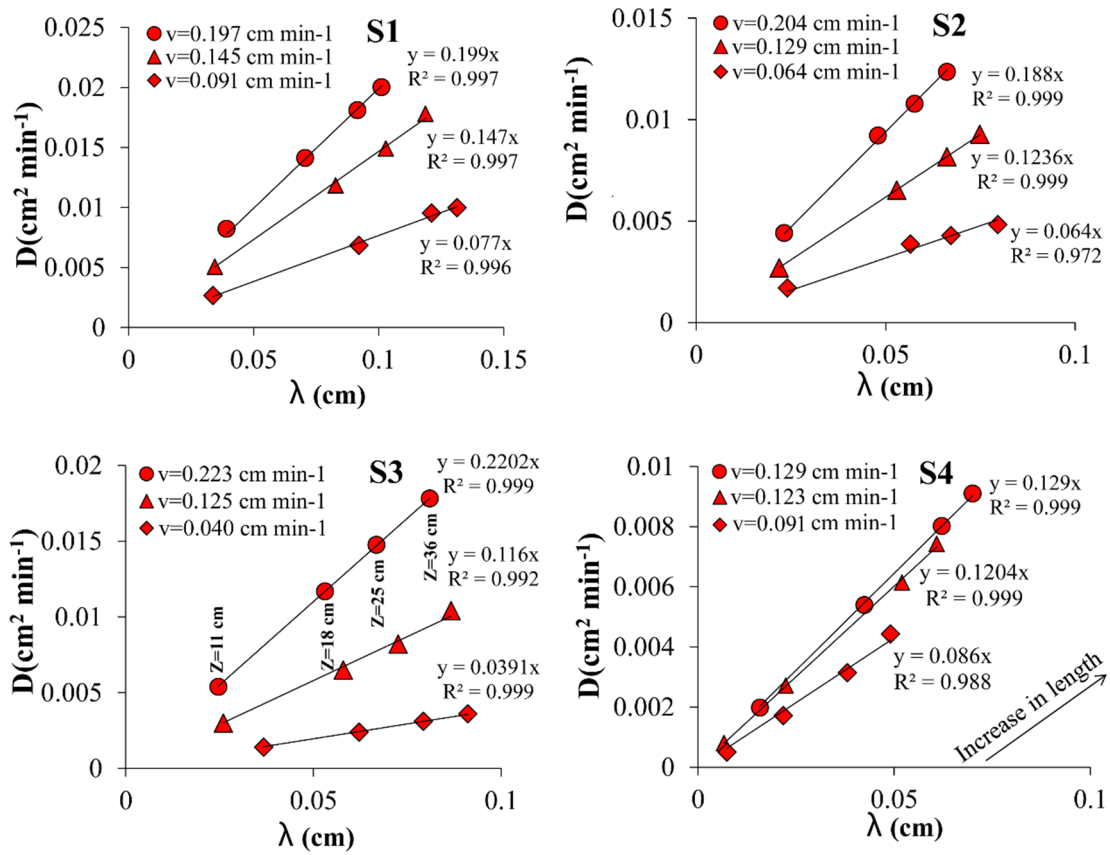 S1
v=0.197 cm min-1
v=0.145 cm min-1
v=0.091 cm min-1
y = 0.199x
R² = 0.997
y = 0.147x
R² = 0.997
y = 0.077x
R² = 0.996
D(cm² min⁻¹)
0.025
0.02
0.015
0.01
0.005
0
0 0.05 0.1 0.15
λ (cm)
S2
v=0.204 cm min-1
v=0.129 cm min-1
v=0.064 cm min-1
y = 0.188x
R² = 0.999
y = 0.1236x
R² = 0.999
y = 0.064x
R² = 0.972
D(cm² min⁻¹)
0.015
0.01
0.005
0
0 0.05 0.1
λ (cm)
S3
v=0.223 cm min-1
v=0.125 cm min-1
v=0.040 cm min-1
y = 0.2202x
R² = 0.999
y = 0.116x
R² = 0.992
y = 0.0391x
R² = 0.999
Z=11 cm
Z=18 cm
Z=25 cm
Z=36 cm
D(cm² min⁻¹)
0.02
0.015
0.01
0.005
0
0 0.05 0.1
λ (cm)
S4
v=0.129 cm min-1
v=0.123 cm min-1
v=0.091 cm min-1
y = 0.129x
R² = 0.999
y = 0.1204x
R² = 0.999
y = 0.086x
R² = 0.988
Increase in length
D(cm² min⁻¹)
0.01
0.008
0.006
0.004
0.002
0
0 0.05 0.1
λ (cm)